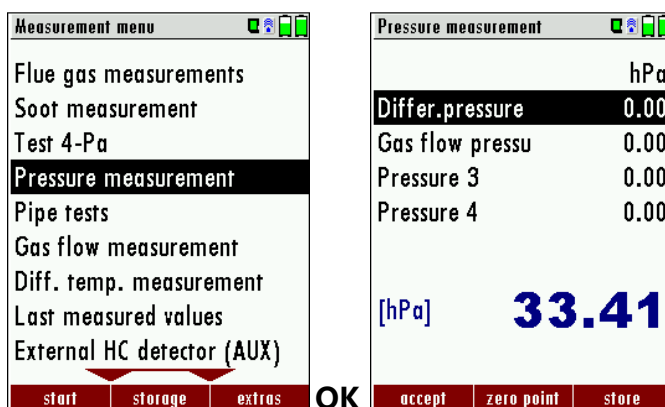 Measurement menu
Flue gas measurements
Soot measurement
Test 4-Pa
Pressure measurement
Pipe tests
Gas flow measurement
Diff. temp. measurement
Last measured values
External HC detector (AUX)
start storage extras
OK
Pressure measurement
hPa
Differ.pressure 0.00
Gas flow pressu 0.00
Pressure 3 0.00
Pressure 4 0.00
[hPa] 33.41
accept zero point store